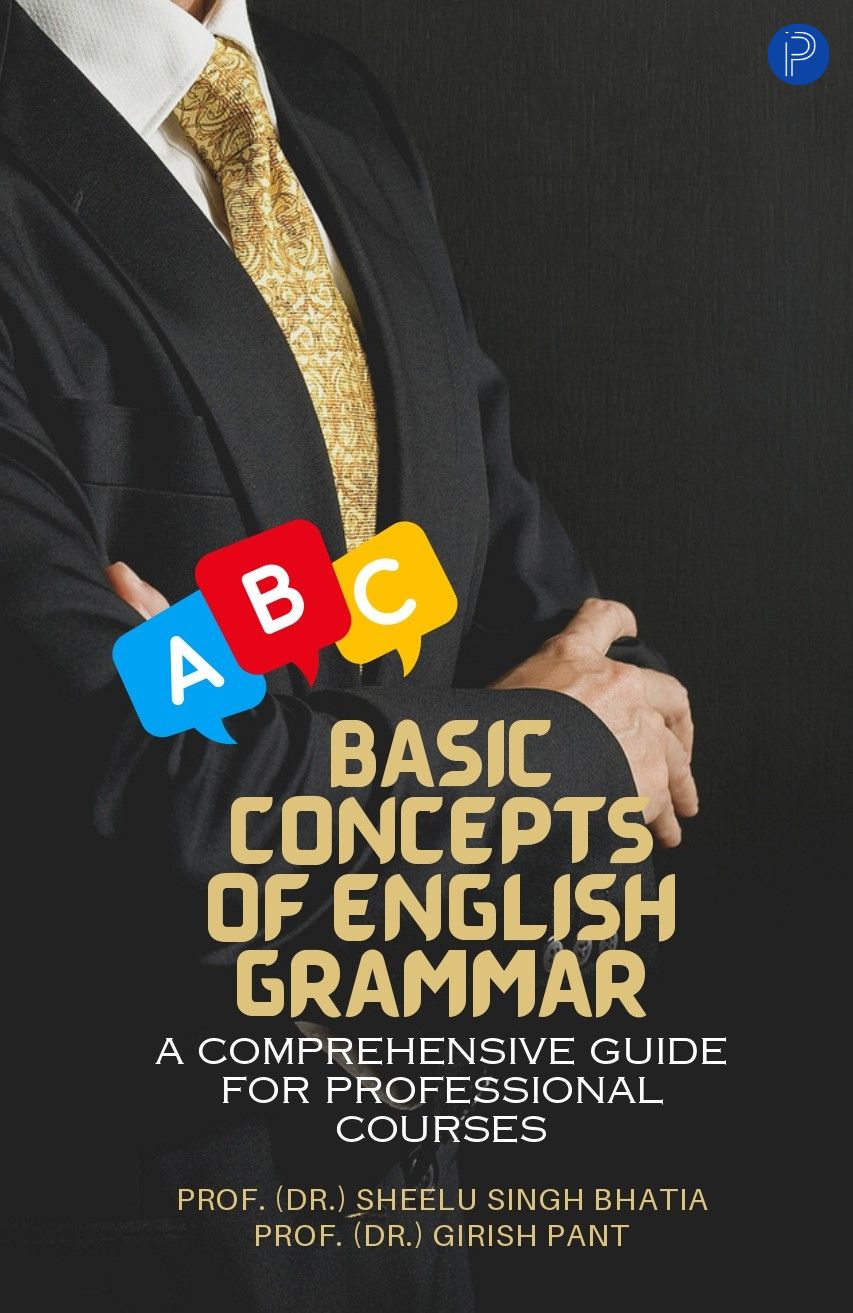 P
A
B
C
BASIC
CONCEPTS
OF ENGLISH
GRAMMAR
A COMPREHENSIVE GUIDE
FOR PROFESSIONAL
COURSES
PROF. (DR.) SHEELU SINGH BHATIA
PROF. (DR.) GIRISH PANT